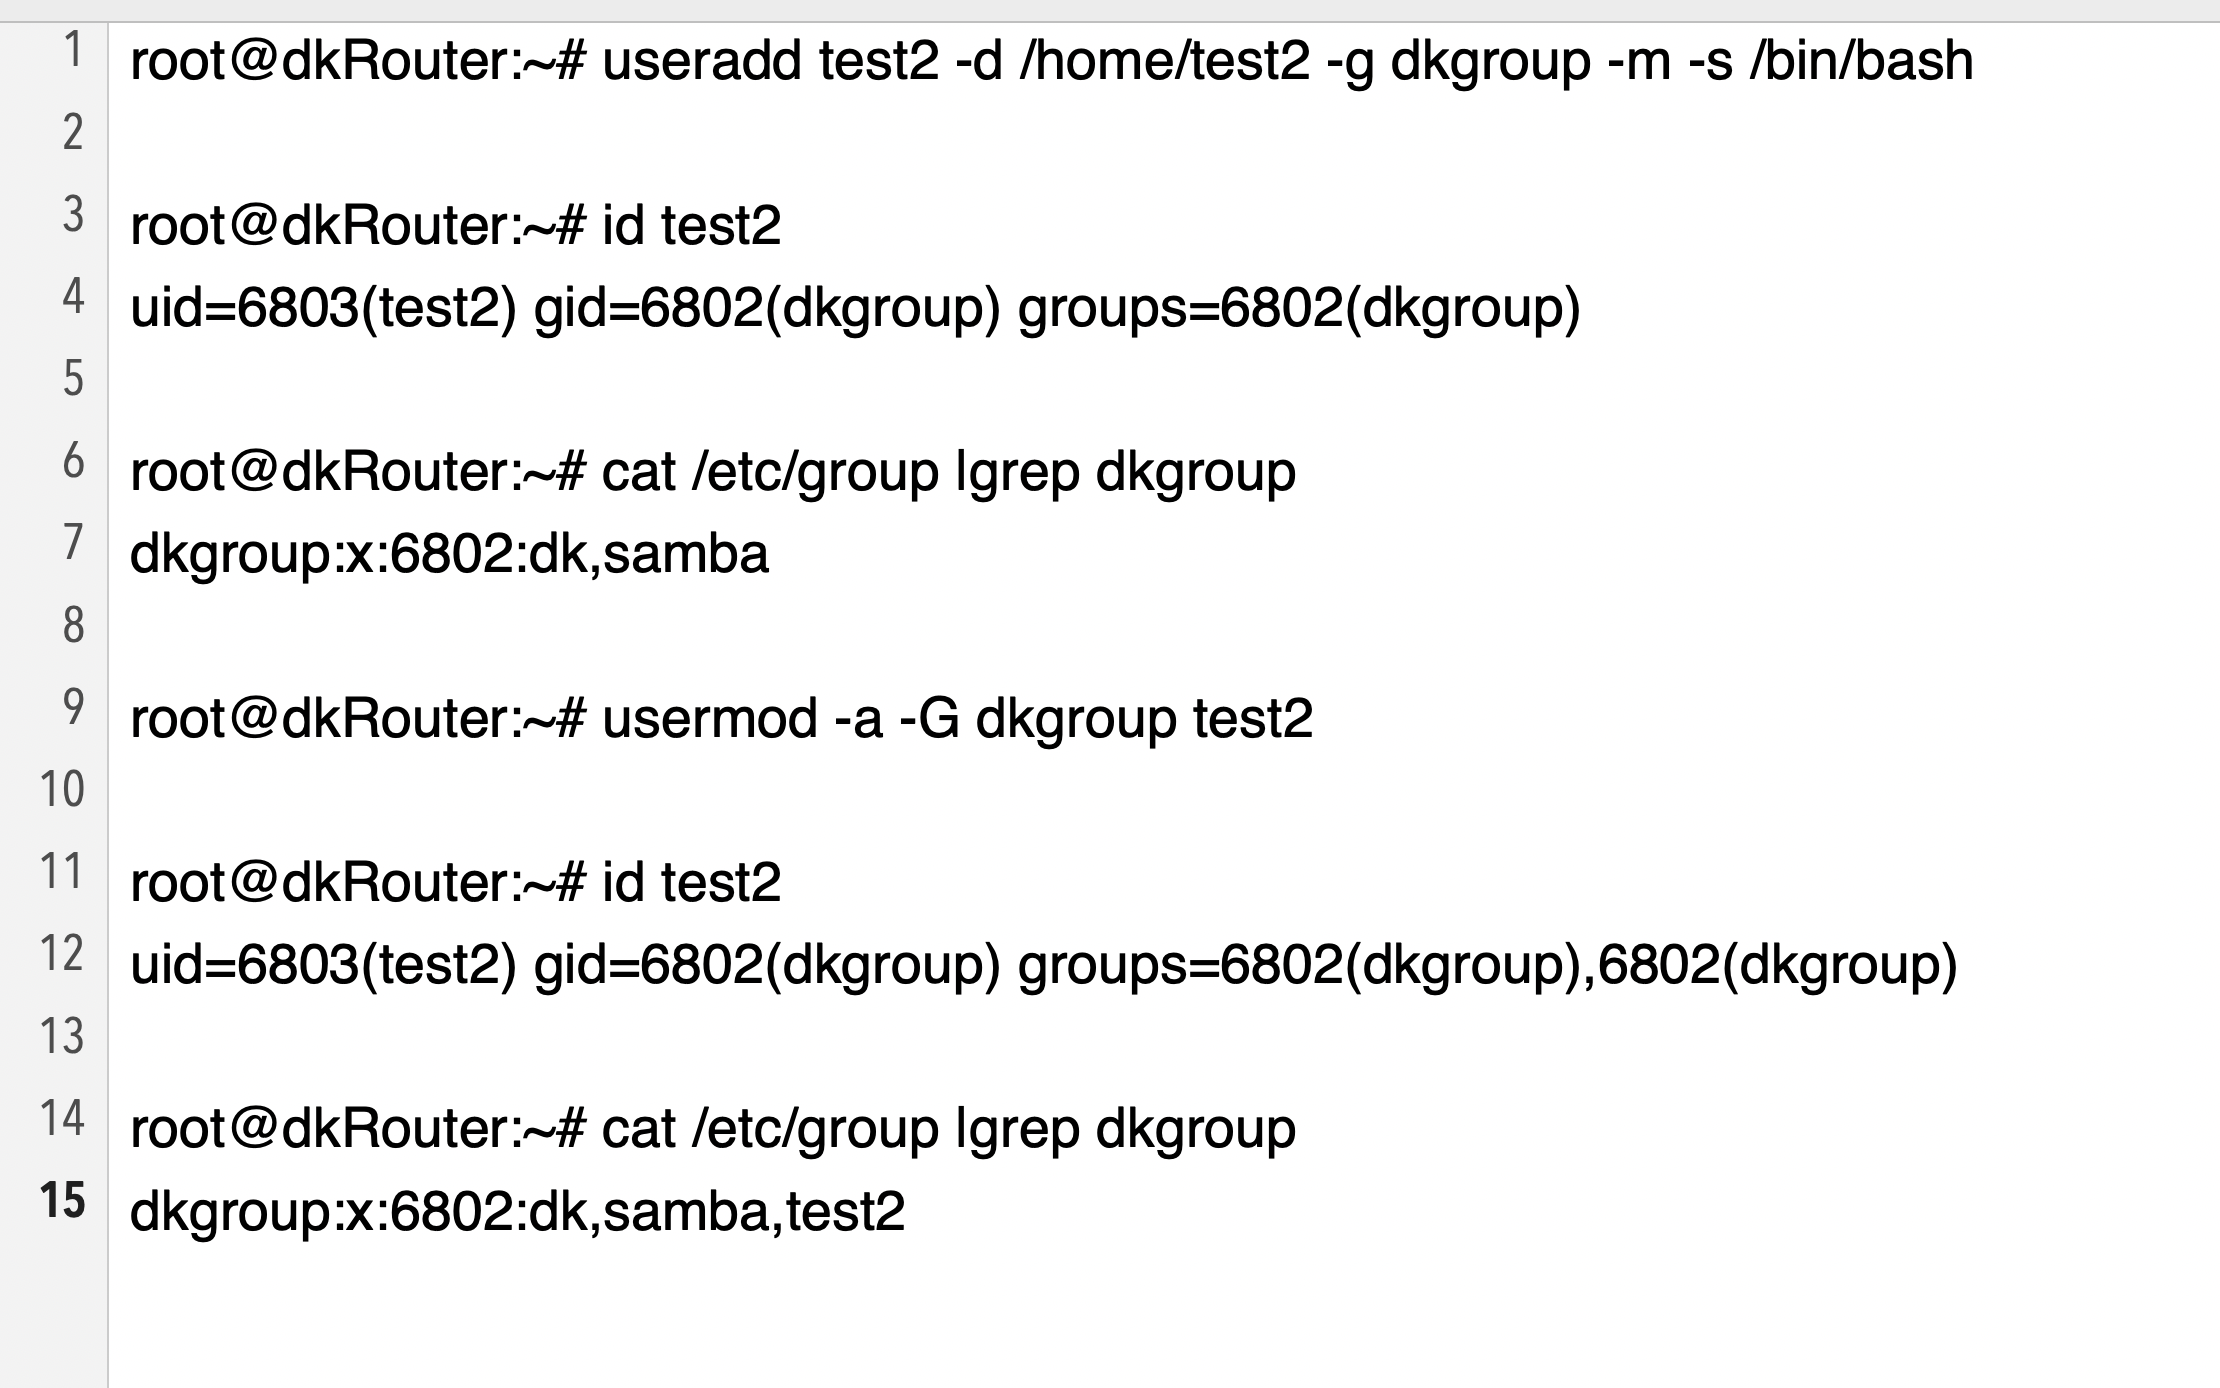 1 root@dkRouter:~# useradd test2 -d /home/test2 -g dkgroup -m -s /bin/bash
2
3 root@dkRouter:~# id test2
4 uid=6803(test2) gid=6802(dkgroup) groups=6802(dkgroup)
5
6 root@dkRouter:~# cat /etc/group |grep dkgroup
7 dkgroup:x:6802:dk,samba
8
9 root@dkRouter:~# usermod -a -G dkgroup test2
10
11 root@dkRouter:~# id test2
12 uid=6803(test2) gid=6802(dkgroup) groups=6802(dkgroup),6802(dkgroup)
13
14 root@dkRouter:~# cat /etc/group |grep dkgroup
15 dkgroup:x:6802:dk,samba,test2